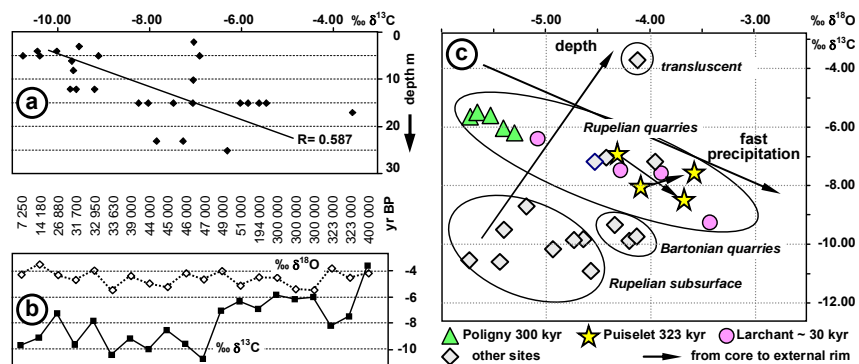 -10.00 -8.00 -6.00 -4.00 ‰ δ¹³C
0
10
20
30
depth m
a
R= 0.587
7 250
14 180
26 880
31 700
32 950
33 630
39 000
44 000
45 000
46 000
47 000
49 000
51 000
194 000
300 000
300 000
300 000
323 000
323 000
400 000
yr BP
b
‰ δ¹⁸O
‰ δ¹³C
-4
-6
-8
-10
-5.00 -4.00 -3.00 ‰ δ¹⁸O
‰ δ¹³C
-4.00
-6.00
-8.00
-10.00
-12.00
c
depth
transluscent
Rupelian quarries
fast
precipitation
Bartonian quarries
Rupelian subsurface
Poligny 300 kyr Puiselet 323 kyr Larchant ~ 30 kyr
other sites from core to external rim